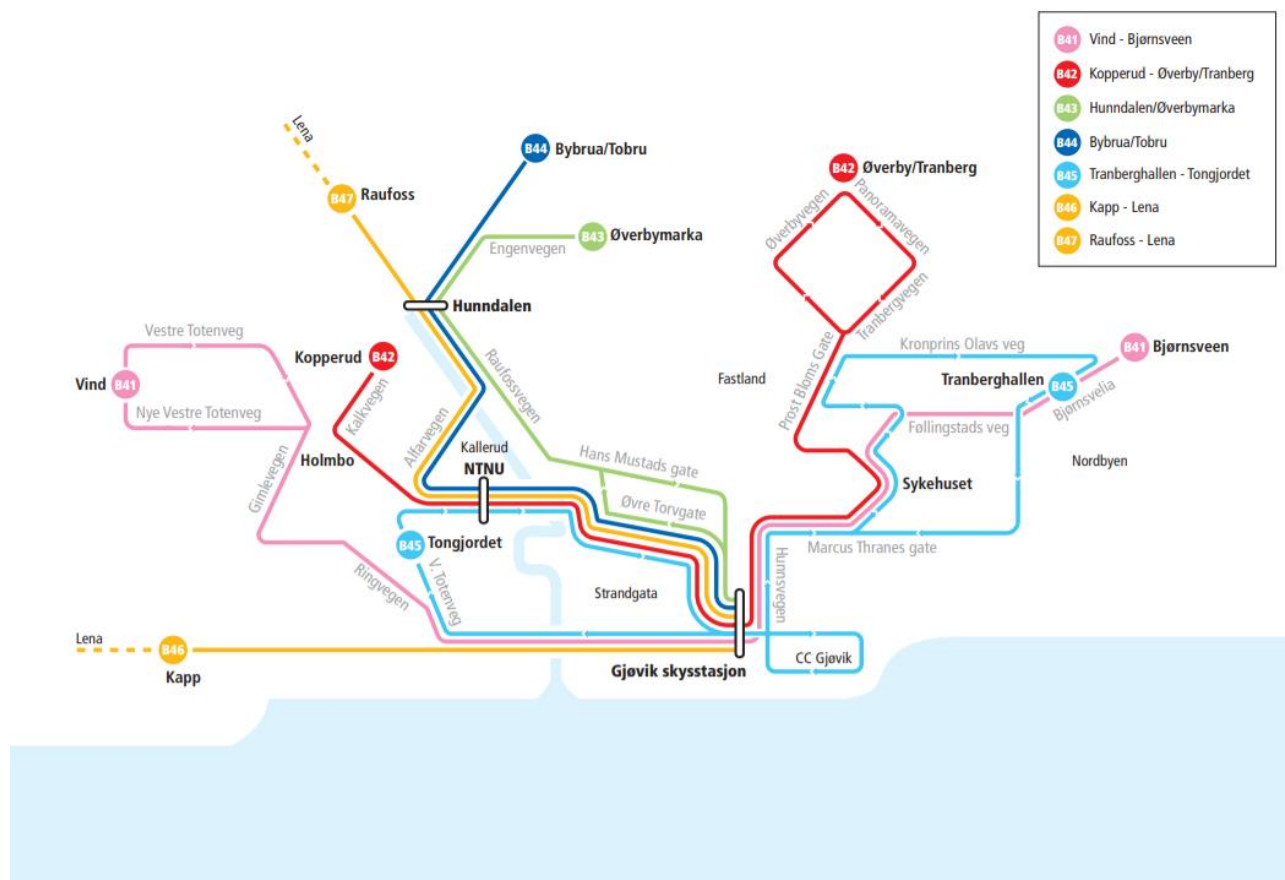 B41 Vind - Bjørnsveen
B42 Kopperud - Øverby/Tranberg
B43 Hunndalen/Øverbymarka
B44 Bybrua/Tobru
B45 Tranberghallen - Tongjordet
B46 Kapp - Lena
B47 Raufoss - Lena
Lena
B44 Bybrua/Tobru
B42 Øverby/Tranberg
B47 Raufoss
Øverbyvegen
Panoramavegen
B43 Øverbymarka
Engenvegen
Hunndalen
Tranbergvegen
Vestre Totenveg
Kronprins Olavs veg
B41 Bjørnsveen
Kopperud B42
Raufossvegen
Fastland
Prost Bloms Gate
Tranberghallen
B45
Vind B41
Kalkvegen
Bjørnsvelia
Nye Vestre Totenveg
Føllingstads veg
Alfarvegen
Kallerud
NTNU
Holmbo
Gimlevegen
Hans Mustads gate
Nordbyen
Sykehuset
Øvre Torvgate
B45 Tongjordet
Marcus Thranes gate
Ringvegen
V. Totenveg
Strandgata
Hunnsvegen
Lena
B46
Kapp
Gjøvik skysstasjon
CC Gjøvik